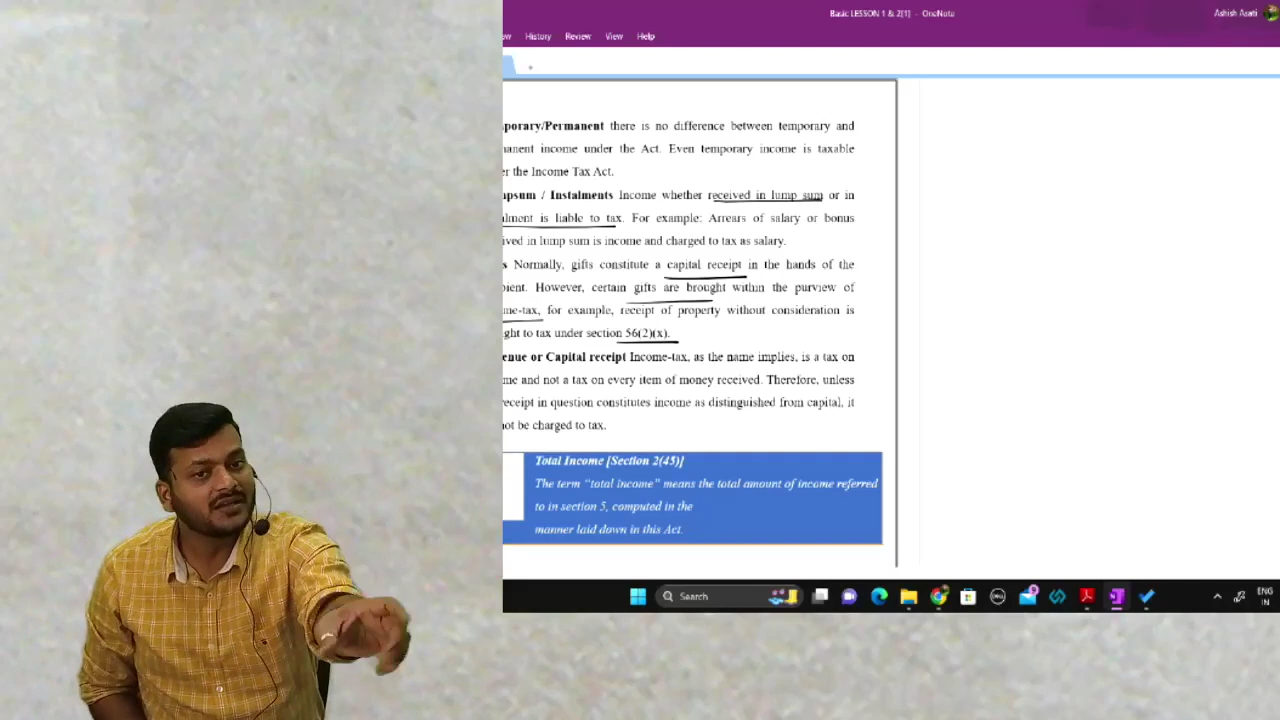 Basic LESSON 1 & 2[1] - OneNote
Ashish Asati
History Review View Help
+
porary/Permanent there is no difference between temporary and
nanent income under the Act. Even temporary income is taxable
er the Income Tax Act.
npsum / Instalments Income whether received in lump sum or in
alment is liable to tax. For example: Arrears of salary or bonus
ived in lump sum is income and charged to tax as salary.
s Normally, gifts constitute a capital receipt in the hands of the
pient. However, certain gifts are brought within the purview of
me-tax, for example, receipt of property without consideration is
ght to tax under section 56(2)(x).
enue or Capital receipt Income-tax, as the name implies, is a tax on
me and not a tax on every item of money received. Therefore, unless
receipt in question constitutes income as distinguished from capital, it
not be charged to tax.
Total Income [Section 2(45)]
The term “total income” means the total amount of income referred
to in section 5, computed in the
manner laid down in this Act.
Search
ENG
IN